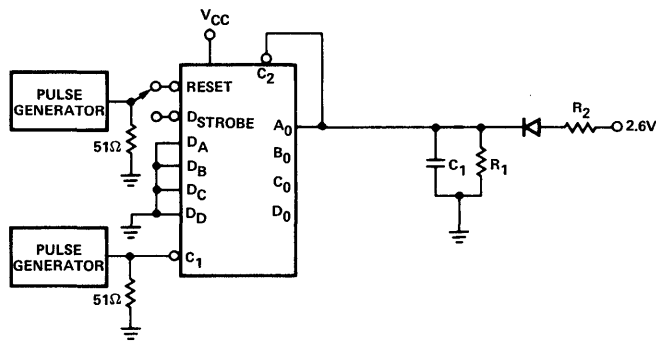 VCC
PULSE
GENERATOR
51Ω
RESET
DSTROBE
DA
DB
DC
DD
C2
A0
B0
C0
D0
C1
R1
R2
2.6V
PULSE
GENERATOR
51Ω
C1